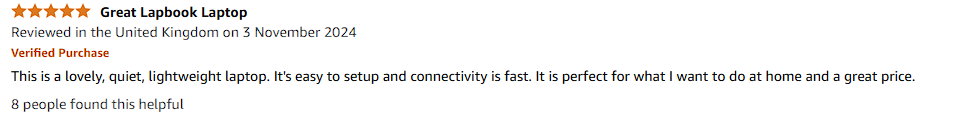 Great Lapbook Laptop
Reviewed in the United Kingdom on 3 November 2024
Verified Purchase
This is a lovely, quiet, lightweight laptop. It's easy to setup and connectivity is fast. It is perfect for what I want to do at home and a great price.
8 people found this helpful